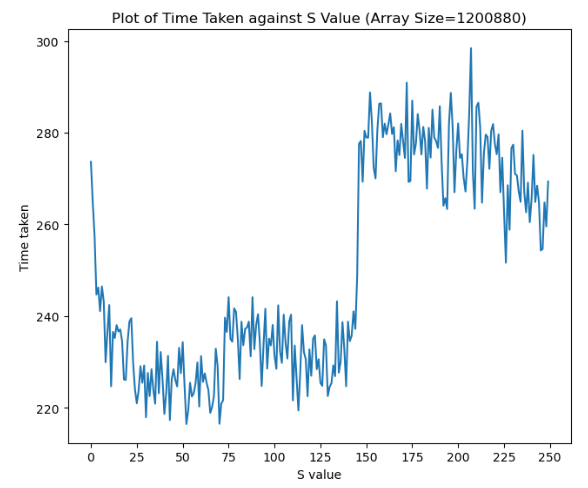 Plot of Time Taken against S Value (Array Size=1200880)
300
280
260
240
220
Time taken
0 25 50 75 100 125 150 175 200 225 250
S value